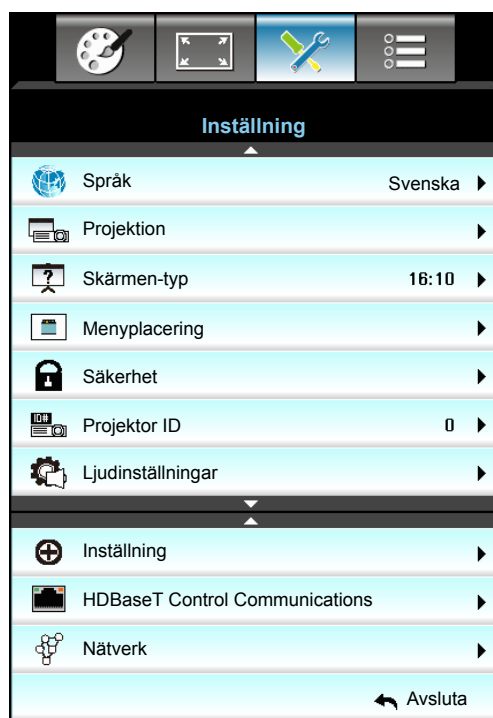 Inställning
Språk Svenska
Projektion
Skärmen-typ 16:10
Menyplacering
Säkerhet
ID#
Projektor ID 0
Ljudinställningar
Inställning
HDBaseT Control Communications
Nätverk
Avsluta